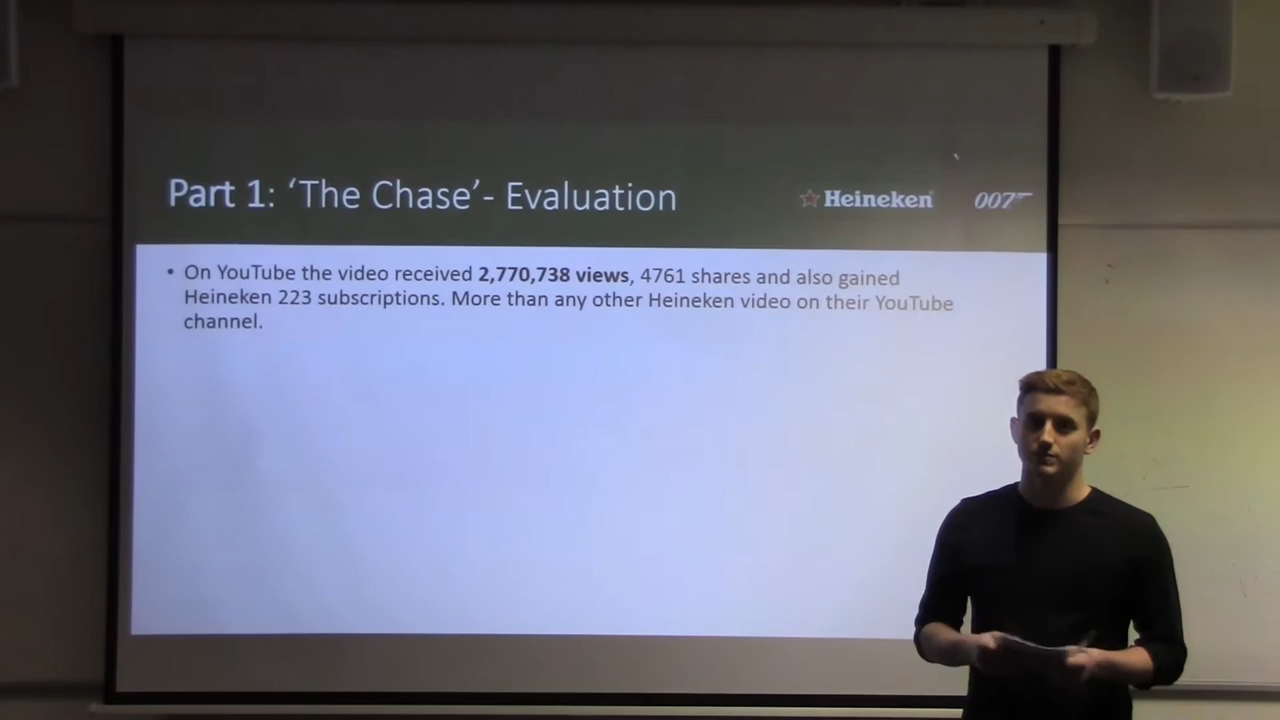 Part 1: ‘The Chase’- Evaluation
Heineken
007
• On YouTube the video received 2,770,738 views, 4761 shares and also gained
Heineken 223 subscriptions. More than any other Heineken video on their YouTube
channel.